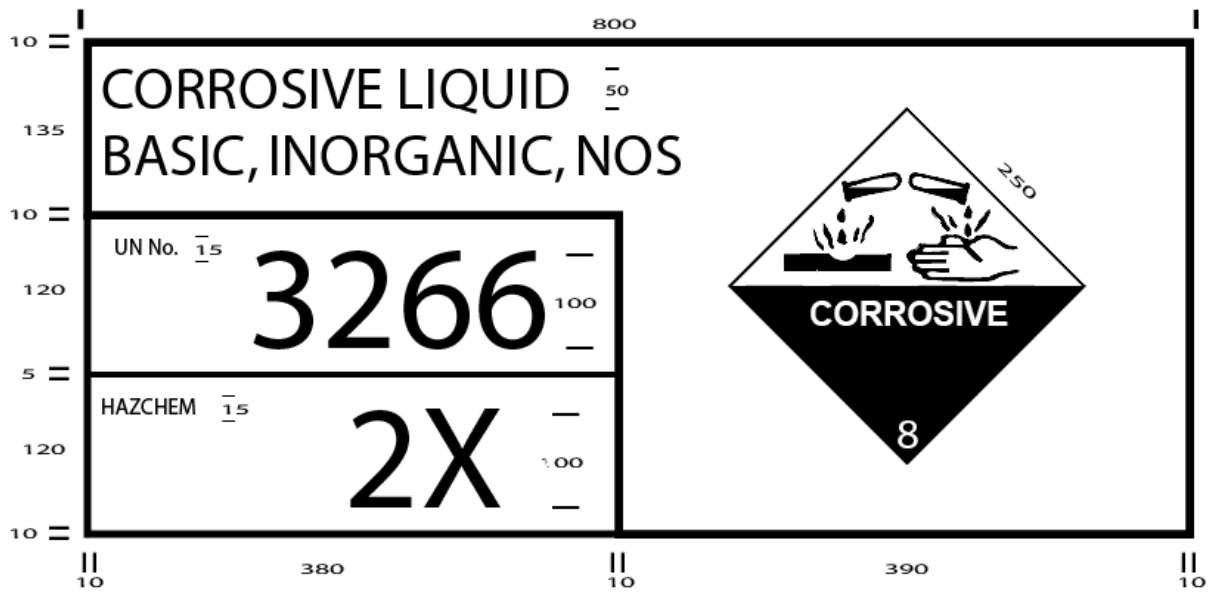 800
10
CORROSIVE LIQUID 50
135
BASIC, INORGANIC, NOS
250
10
UN No. 15
3266
100
120
CORROSIVE
5
HAZCHEM 15
2X
8
120
10
10 380 10 390 10